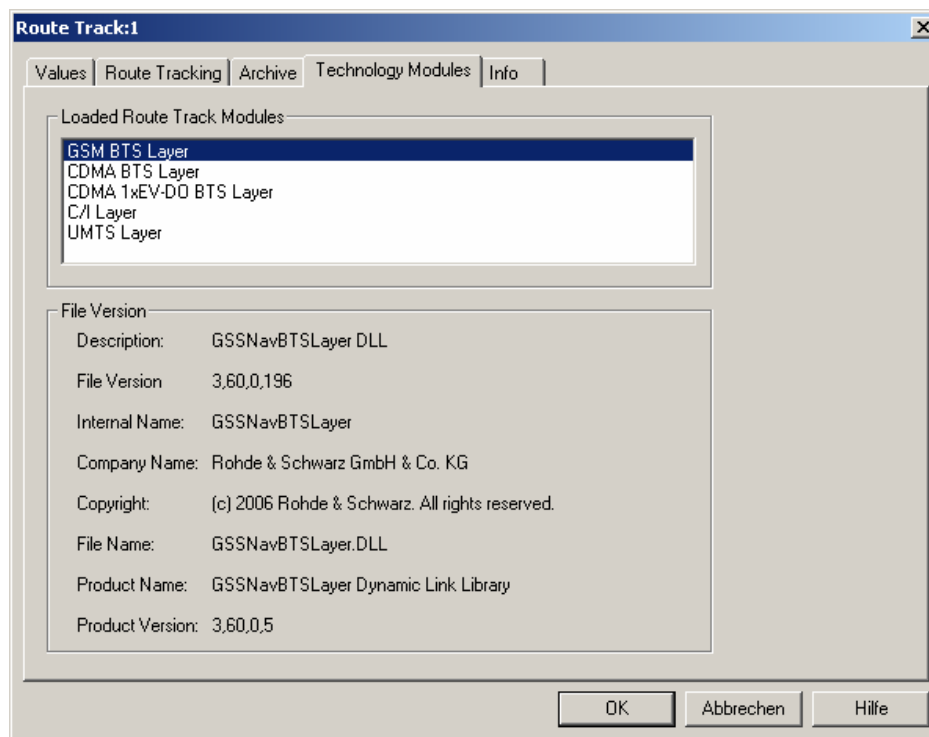 Route Track:1
Values Route Tracking Archive Technology Modules Info
Loaded Route Track Modules
GSM BTS Layer
CDMA BTS Layer
CDMA 1xEV-DO BTS Layer
C/I Layer
UMTS Layer
File Version
Description: GSSNavBTSLayer DLL
File Version 3,60,0,196
Internal Name: GSSNavBTSLayer
Company Name: Rohde & Schwarz GmbH & Co. KG
Copyright: (c) 2006 Rohde & Schwarz. All rights reserved.
File Name: GSSNavBTSLayer.DLL
Product Name: GSSNavBTSLayer Dynamic Link Library
Product Version: 3,60,0,5
OK Abbrechen Hilfe